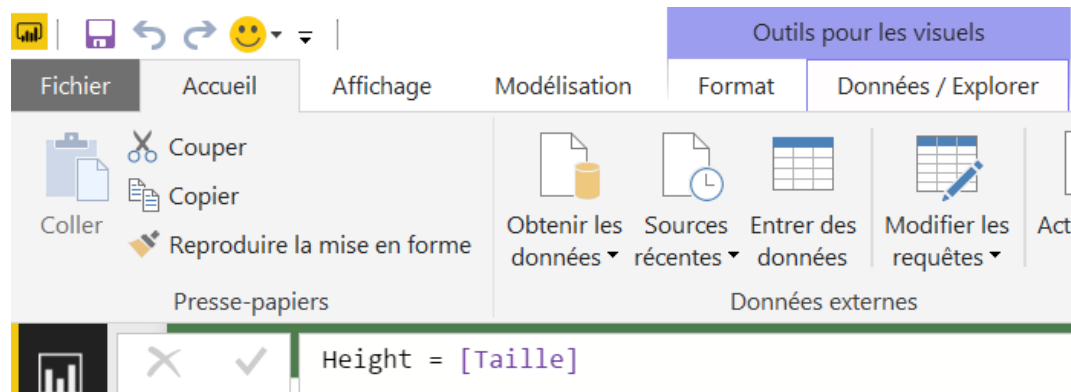 Outils pour les visuels
Fichier Accueil Affichage Modélisation Format Données / Explorer
Coller
Couper
Copier
Reproduire la mise en forme
Presse-papiers
Obtenir les données
Sources récentes
Entrer des données
Modifier les requêtes
Act
Données externes
Height = [Taille]